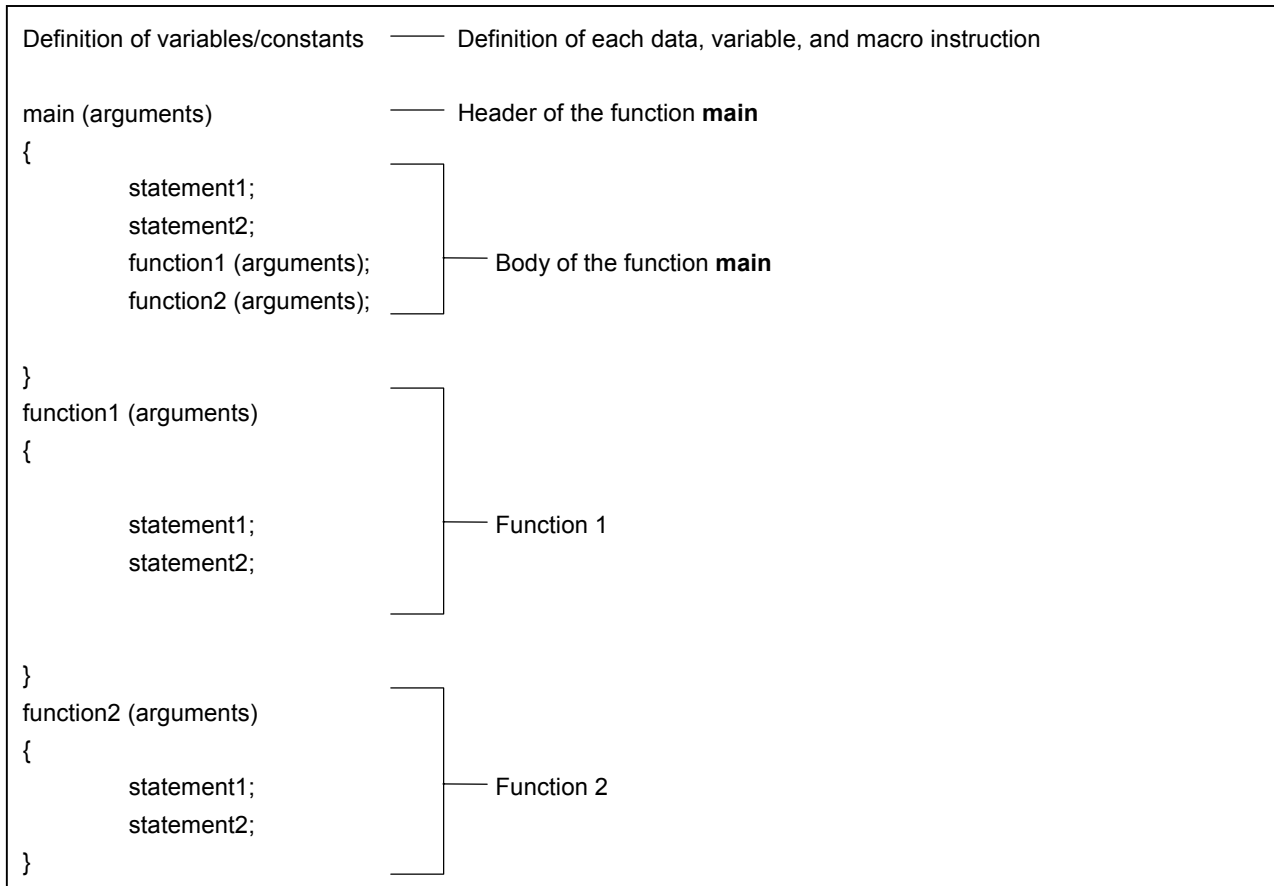 Definition of variables/constants Definition of each data, variable, and macro instruction
main (arguments) Header of the function main
{
statement1;
statement2;
function1 (arguments); Body of the function main
function2 (arguments);
}
function1 (arguments)
{
statement1; Function 1
statement2;
}
function2 (arguments)
{
statement1; Function 2
statement2;
}